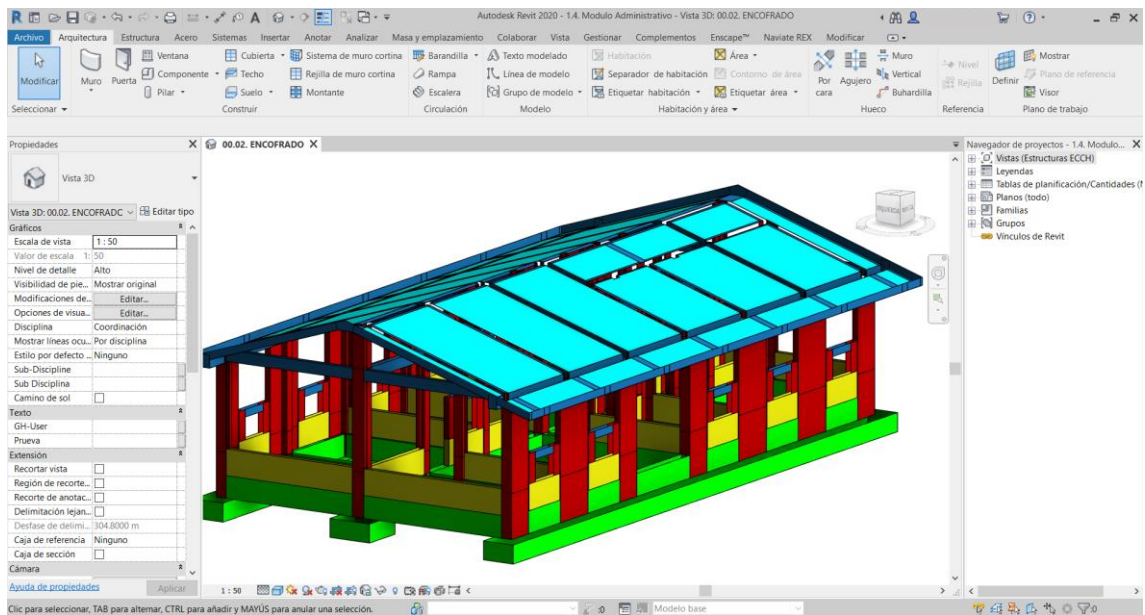 Autodesk Revit 2020 - 1.4. Modulo Administrativo - Vista 3D: 00.02. ENCOFRADO
Archivo Arquitectura Estructura Acero Sistemas Insertar Anotar Analizar Masa y emplazamiento Colaborar Vista Gestionar Complementos Enscape™ Naviate REX Modificar
Modificar
Muro
Puerta
Ventana
Componente
Pilar
Cubierta
Techo
Suelo
Sistema de muro cortina
Rejilla de muro cortina
Montante
Barandilla
Rampa
Escalera
Texto modelado
Línea de modelo
Grupo de modelo
Habitación
Separador de habitación
Etiquetar habitación
Área
Contorno de área
Etiquetar área
Por cara
Agujero
Muro
Vertical
Buhardilla
Nivel
Rejilla
Definir
Mostrar
Plano de referencia
Visor
Seleccionar Construir Circulación Modelo Habitación y área Hueco Referencia Plano de trabajo
Propiedades
Vista 3D
Vista 3D: 00.02. ENCOFRADC Editar tipo
Gráficos
Escala de vista 1 : 50
Valor de escala 1: 50
Nivel de detalle Alto
Visibilidad de pie... Mostrar original
Modificaciones de... Editar...
Opciones de visua... Editar...
Disciplina Coordinación
Mostrar líneas ocu... Por disciplina
Estilo por defecto ... Ninguno
Sub-Discipline
Sub Disciplina
Camino de sol
Texto
GH-User
Prueva
Extensión
Recortar vista
Región de recorte...
Recorte de anotac...
Delimitación lejan...
Desfase de delimi... 304.8000 m
Caja de referencia Ninguno
Caja de sección
Cámara
Ayuda de propiedades Aplicar
00.02. ENCOFRADO
1 : 50
Navegador de proyectos - 1.4. Modulo...
Vistas (Estructuras ECCH)
Leyendas
Tablas de planificación/Cantidades (
Planos (todo)
Familias
Grupos
Vínculos de Revit
Clic para seleccionar, TAB para alternar, CTRL para añadir y MAYÚS para anular una selección.
:0
Modelo base